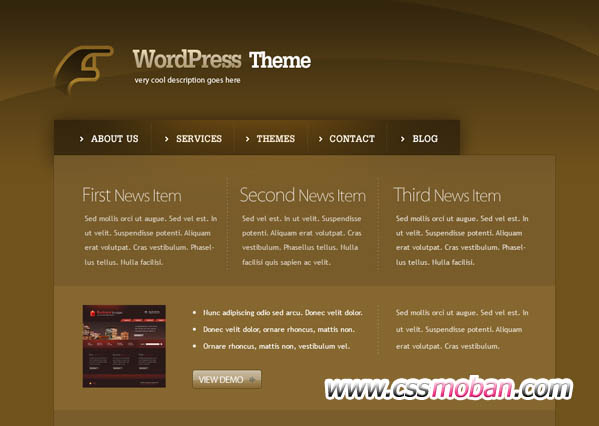 WordPress Theme
very cool description goes here
ABOUT US
SERVICES
THEMES
CONTACT
BLOG
First News Item
Sed mollis orci ut augue. Sed vel est. In
ut velit. Suspendisse potenti. Aliquam
erat volutpat. Cras vestibulum. Phasel-
lus tellus. Nulla facilisi.
Second News Item
Sed vel est. In ut velit. Suspendisse
potenti. Aliquam erat volutpat. Cras
vestibulum. Phasellus tellus. Nulla
facilisi quis sapien ac velit.
Third News Item
Sed mollis orci ut augue. Sed vel est. In
ut velit. Suspendisse potenti. Aliquam
erat volutpat. Cras vestibulum. Phasel-
lus tellus. Nulla facilisi.
Nunc adipiscing odio sed arcu. Donec velit dolor.
Donec velit dolor, ornare rhoncus, mattis non.
Ornare rhoncus, mattis non, vestibulum vel.
VIEW DEMO
Sed mollis orci ut augue. Sed vel est. In
ut velit. Suspendisse potenti. Aliquam
erat volutpat. Cras vestibulum.
www.cssmoban.com